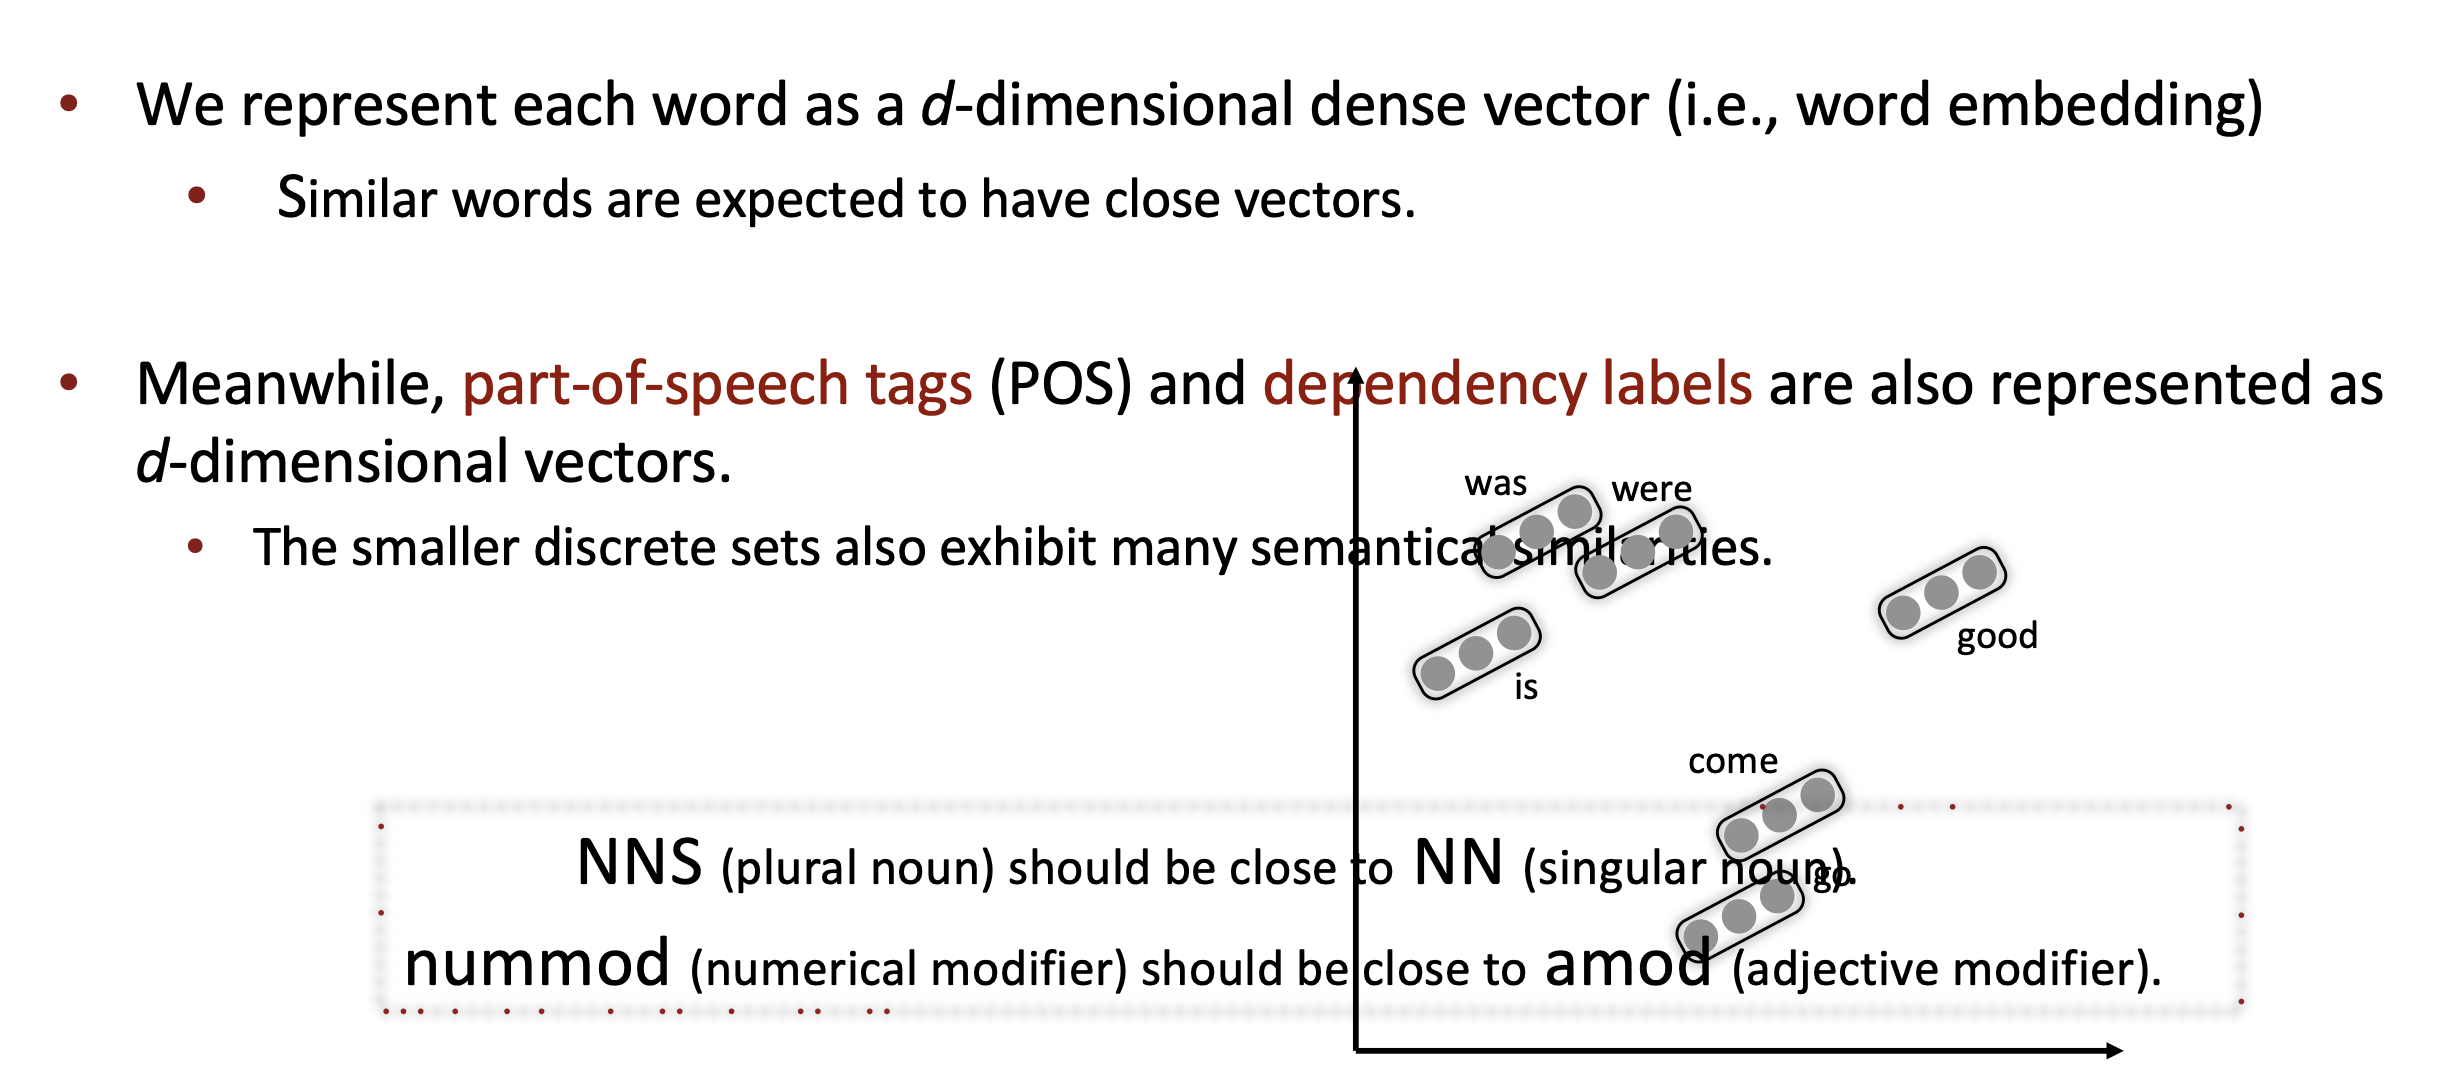 We represent each word as a d-dimensional dense vector (i.e., word embedding)
Similar words are expected to have close vectors.
Meanwhile, part-of-speech tags (POS) and dependency labels are also represented as
d-dimensional vectors.
The smaller discrete sets also exhibit many semantical similarities.
was
were
good
is
come
NNS (plural noun) should be close to NN (singular noun).
go
nummod (numerical modifier) should be close to amod (adjective modifier).